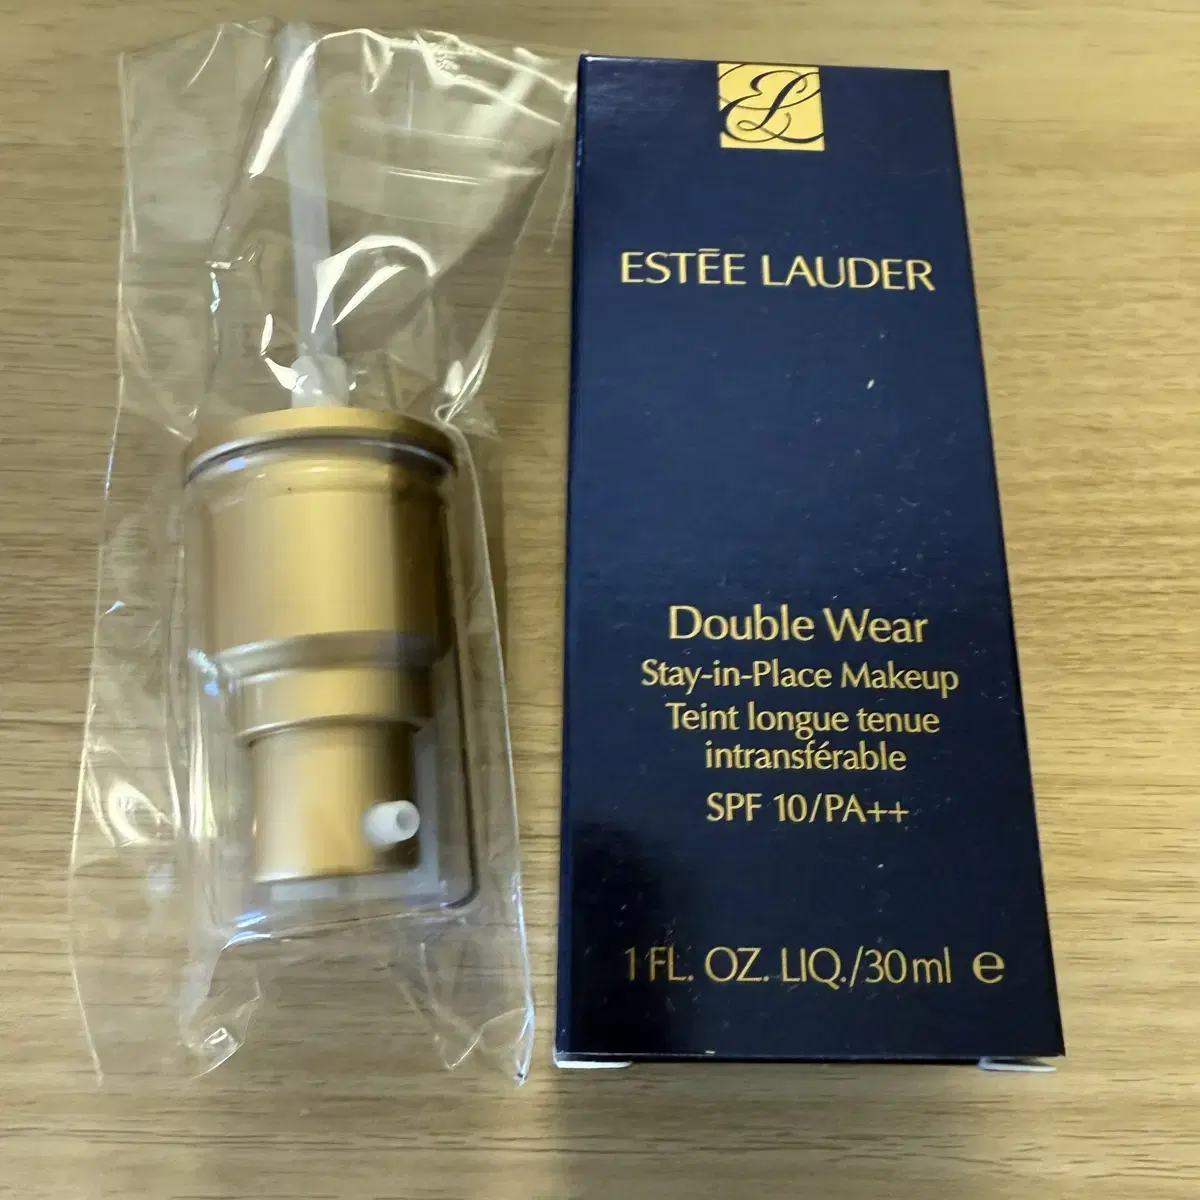 EL
ESTĒE LAUDER
Double Wear
Stay-in-Place Makeup
Teint longue tenue
intransférable
SPF 10/PA++
1 FL. OZ. LIQ./30ml ℮